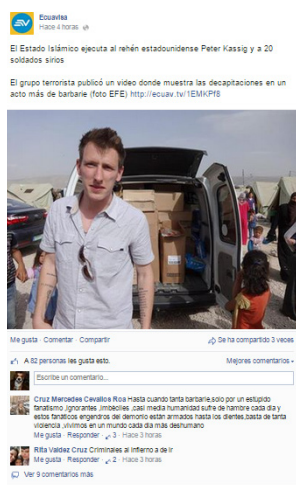 Ecuavisa
Hace 4 horas
El Estado Islámico ejecuta al rehén estadounidense Peter Kassig y a 20
soldados sirios
El grupo terrorista publicó un video donde muestra las decapitaciones en un
acto más de barbarie (foto EFE) http://ecuav.tv/1EMKPf8
Me gusta · Comentar · Compartir
Se ha compartido 3 veces
A 82 personas les gusta esto.
Mejores comentarios
Escribe un comentario...
Cruz Mercedes Cevallos Roa Hasta cuando tanta barbarie,solo por un estupido
fanatismo ,ignorantes ,imbeciles ,casi media humanidad sufre de hambre cada dia y
estos fanáticos engendros del demonio están armados hasta los dientes,basta de tanta
violencia ,vivimos en un mundo cada día más deshumano
Me gusta · Responder · 3 · Hace 3 horas
Rita Valdez Cruz Criminales al infierno a de ir
Me gusta · Responder · 2 · Hace 3 horas
Ver 9 comentarios más